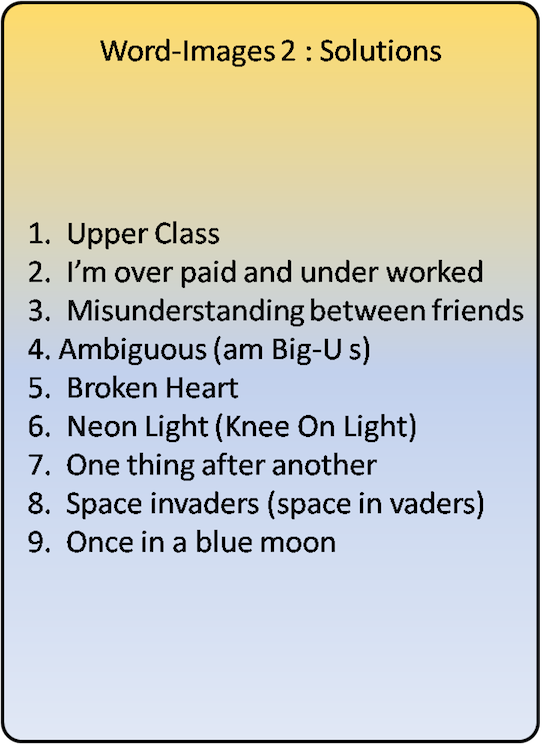 Word-Images 2 : Solutions
1. Upper Class
2. I'm over paid and under worked
3. Misunderstanding between friends
4. Ambiguous (am Big-U s)
5. Broken Heart
6. Neon Light (Knee On Light)
7. One thing after another
8. Space invaders (space in vaders)
9. Once in a blue moon